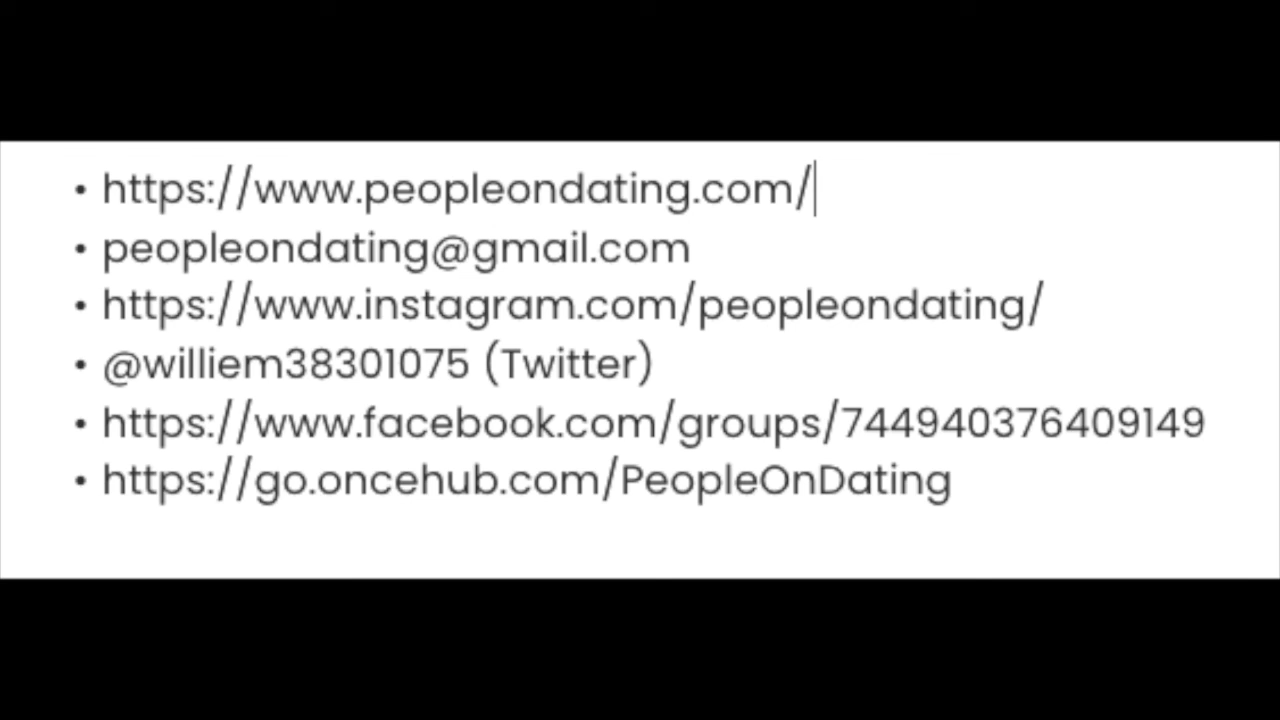 • https://www.peopleondating.com/
• peopleondating@gmail.com
• https://www.instagram.com/peopleondating/
• @williem38301075 (Twitter)
• https://www.facebook.com/groups/744940376409149
• https://go.oncehub.com/PeopleOnDating